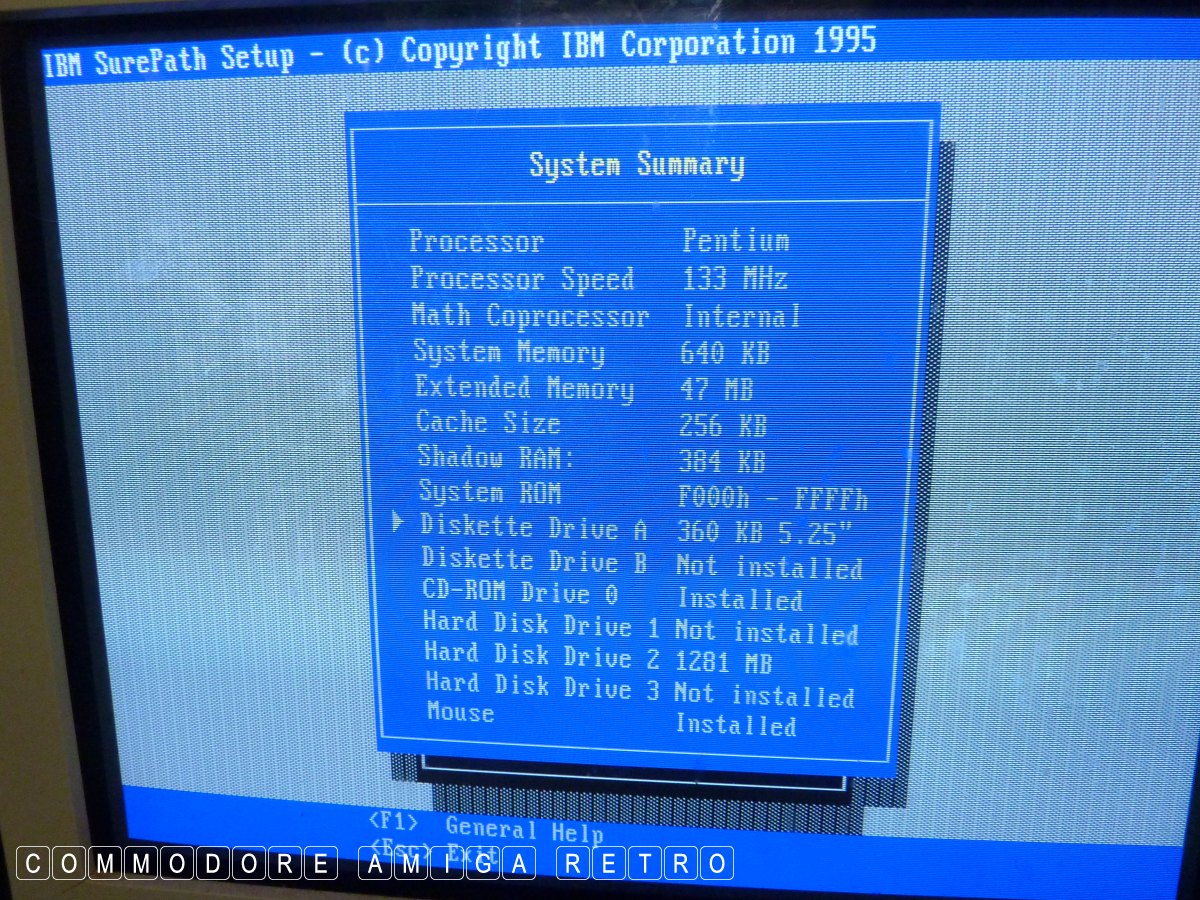 IBM SurePath Setup - (c) Copyright IBM Corporation 1995
System Summary
Processor Pentium
Processor Speed 133 MHz
Math Coprocessor Internal
System Memory 640 KB
Extended Memory 47 MB
Cache Size 256 KB
Shadow RAM: 384 KB
System ROM F000h - FFFFh
Diskette Drive A 360 KB 5.25"
Diskette Drive B Not installed
CD-ROM Drive 0 Installed
Hard Disk Drive 1 Not installed
Hard Disk Drive 2 1281 MB
Hard Disk Drive 3 Not installed
Mouse Installed
<F1> General Help
<Esc> Exit
COMMODORE AMIGA RETRO